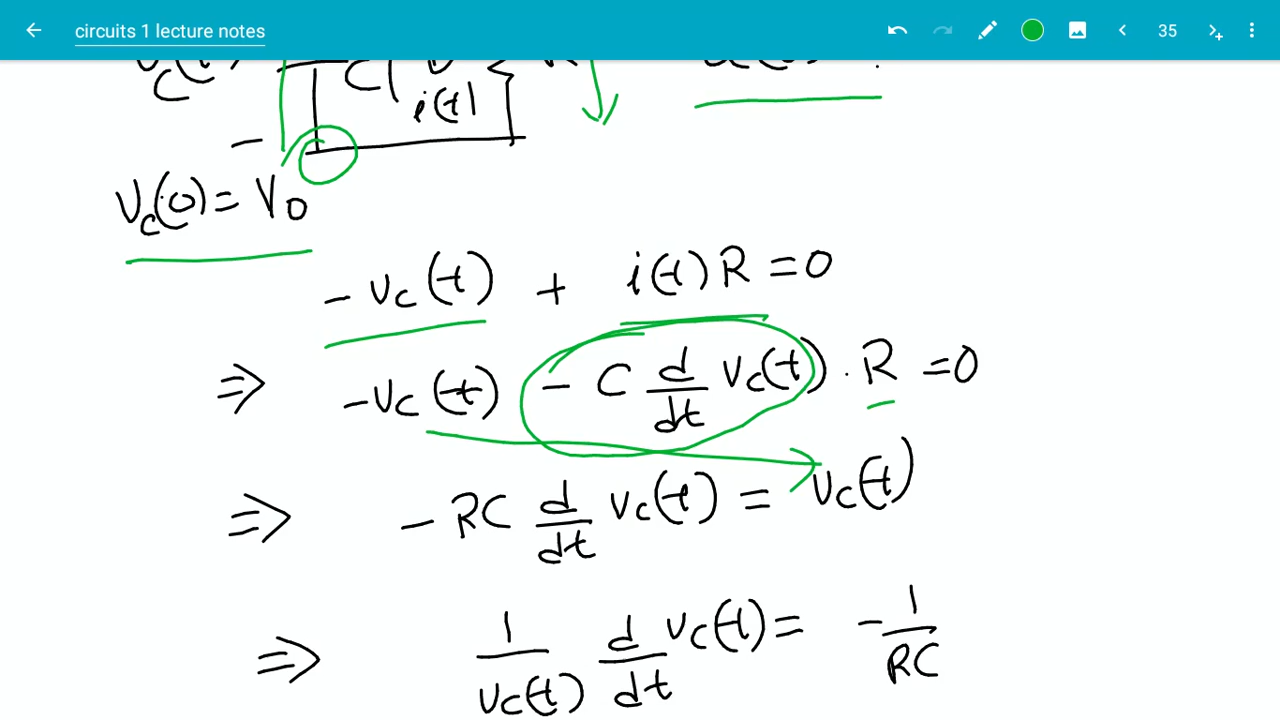 circuits 1 lecture notes
35
C
C
i(t)
-
Vc(0) = V0
- Vc(t) + i(t) R = 0
⇒ - Vc(t) - C d/dt Vc(t) · R = 0
⇒ - RC d/dt Vc(t) = Vc(t)
⇒ 1/Vc(t) d/dt Vc(t) = - 1/RC